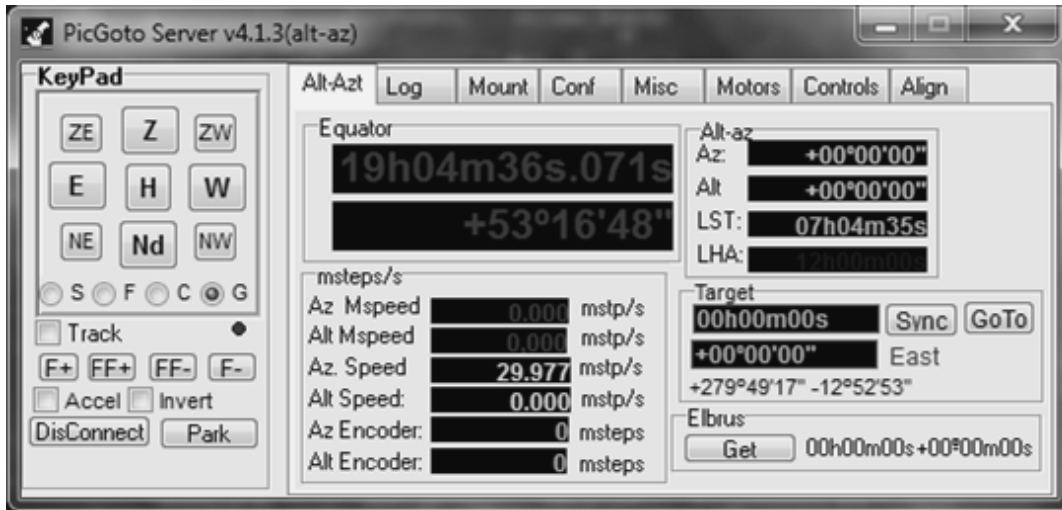 PicGoto Server v4.1.3(alt-az)
KeyPad
ZE Z ZW
E H W
NE Nd NW
S F C G
Track
F+ FF+ FF- F-
Accel Invert
DisConnect Park
Alt-Azt Log Mount Conf Misc Motors Controls Align
Equator
19h04m36s.071s
+53º16'48"
msteps/s
Az Mspeed 0.000 mstp/s
Alt Mspeed 0.000 mstp/s
Az. Speed 29.977 mstp/s
Alt Speed: 0.000 mstp/s
Az Encoder: 0 msteps
Alt Encoder: 0 msteps
Alt-az
Az: +00º00'00"
Alt +00º00'00"
LST: 07h04m35s
LHA: 12h00m00s
Target
00h00m00s Sync GoTo
+00º00'00" East
+279º49'17" -12º52'53"
Elbrus
Get 00h00m00s+00º00m00s